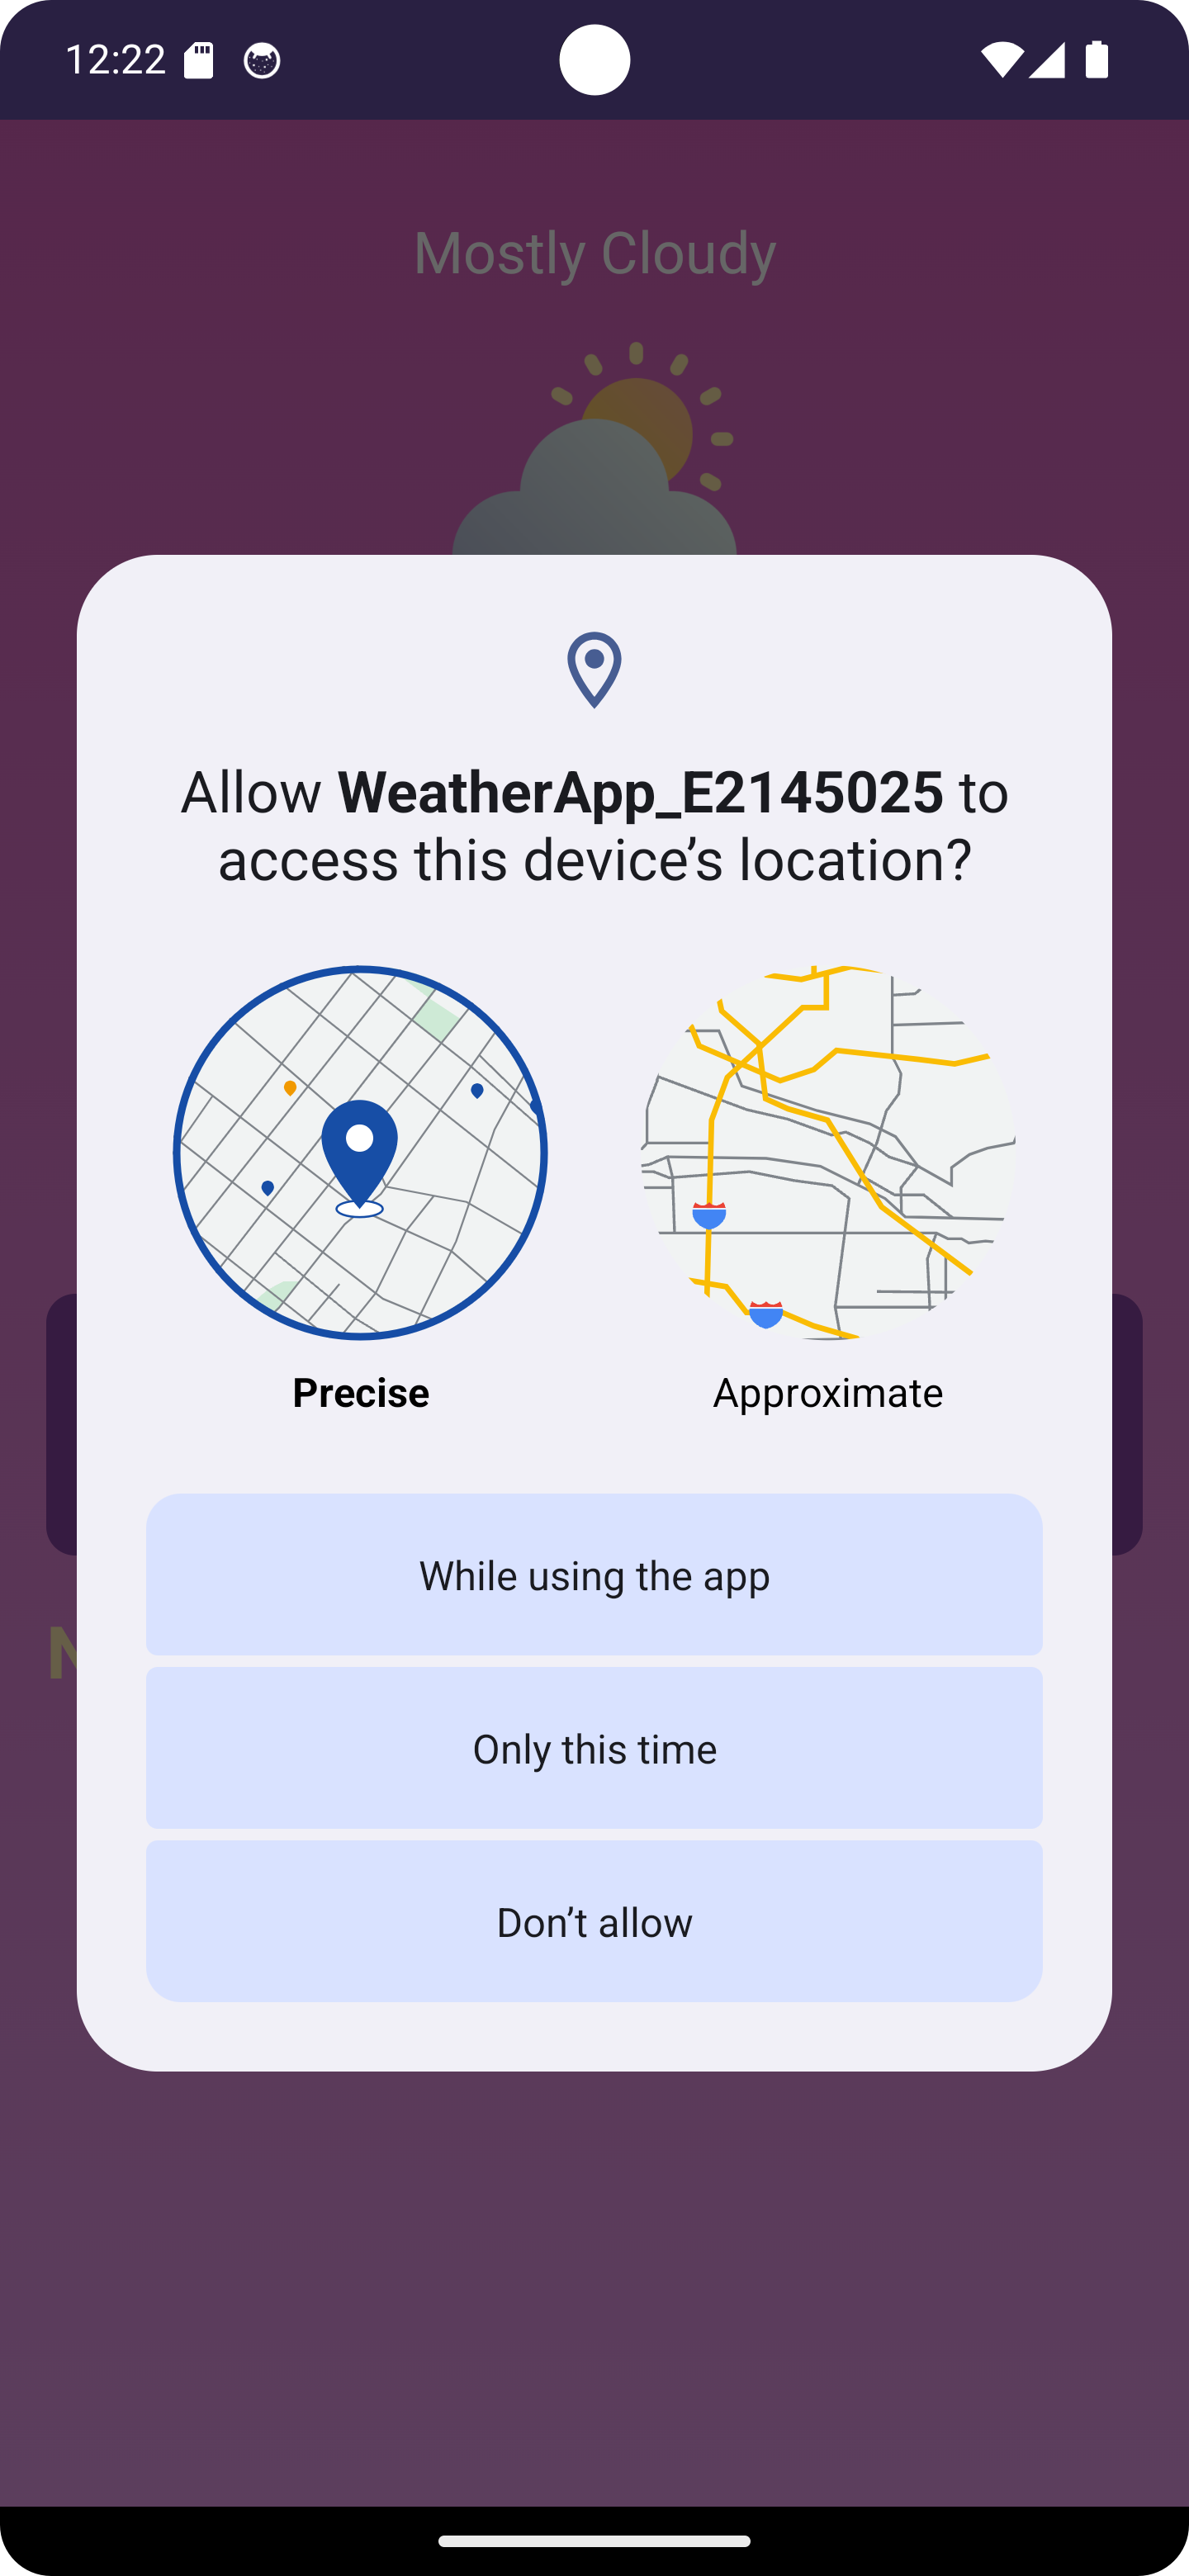 12:22
Mostly Cloudy
Allow WeatherApp_E2145025 to
access this device’s location?
Precise
Approximate
While using the app
N
Only this time
Don’t allow